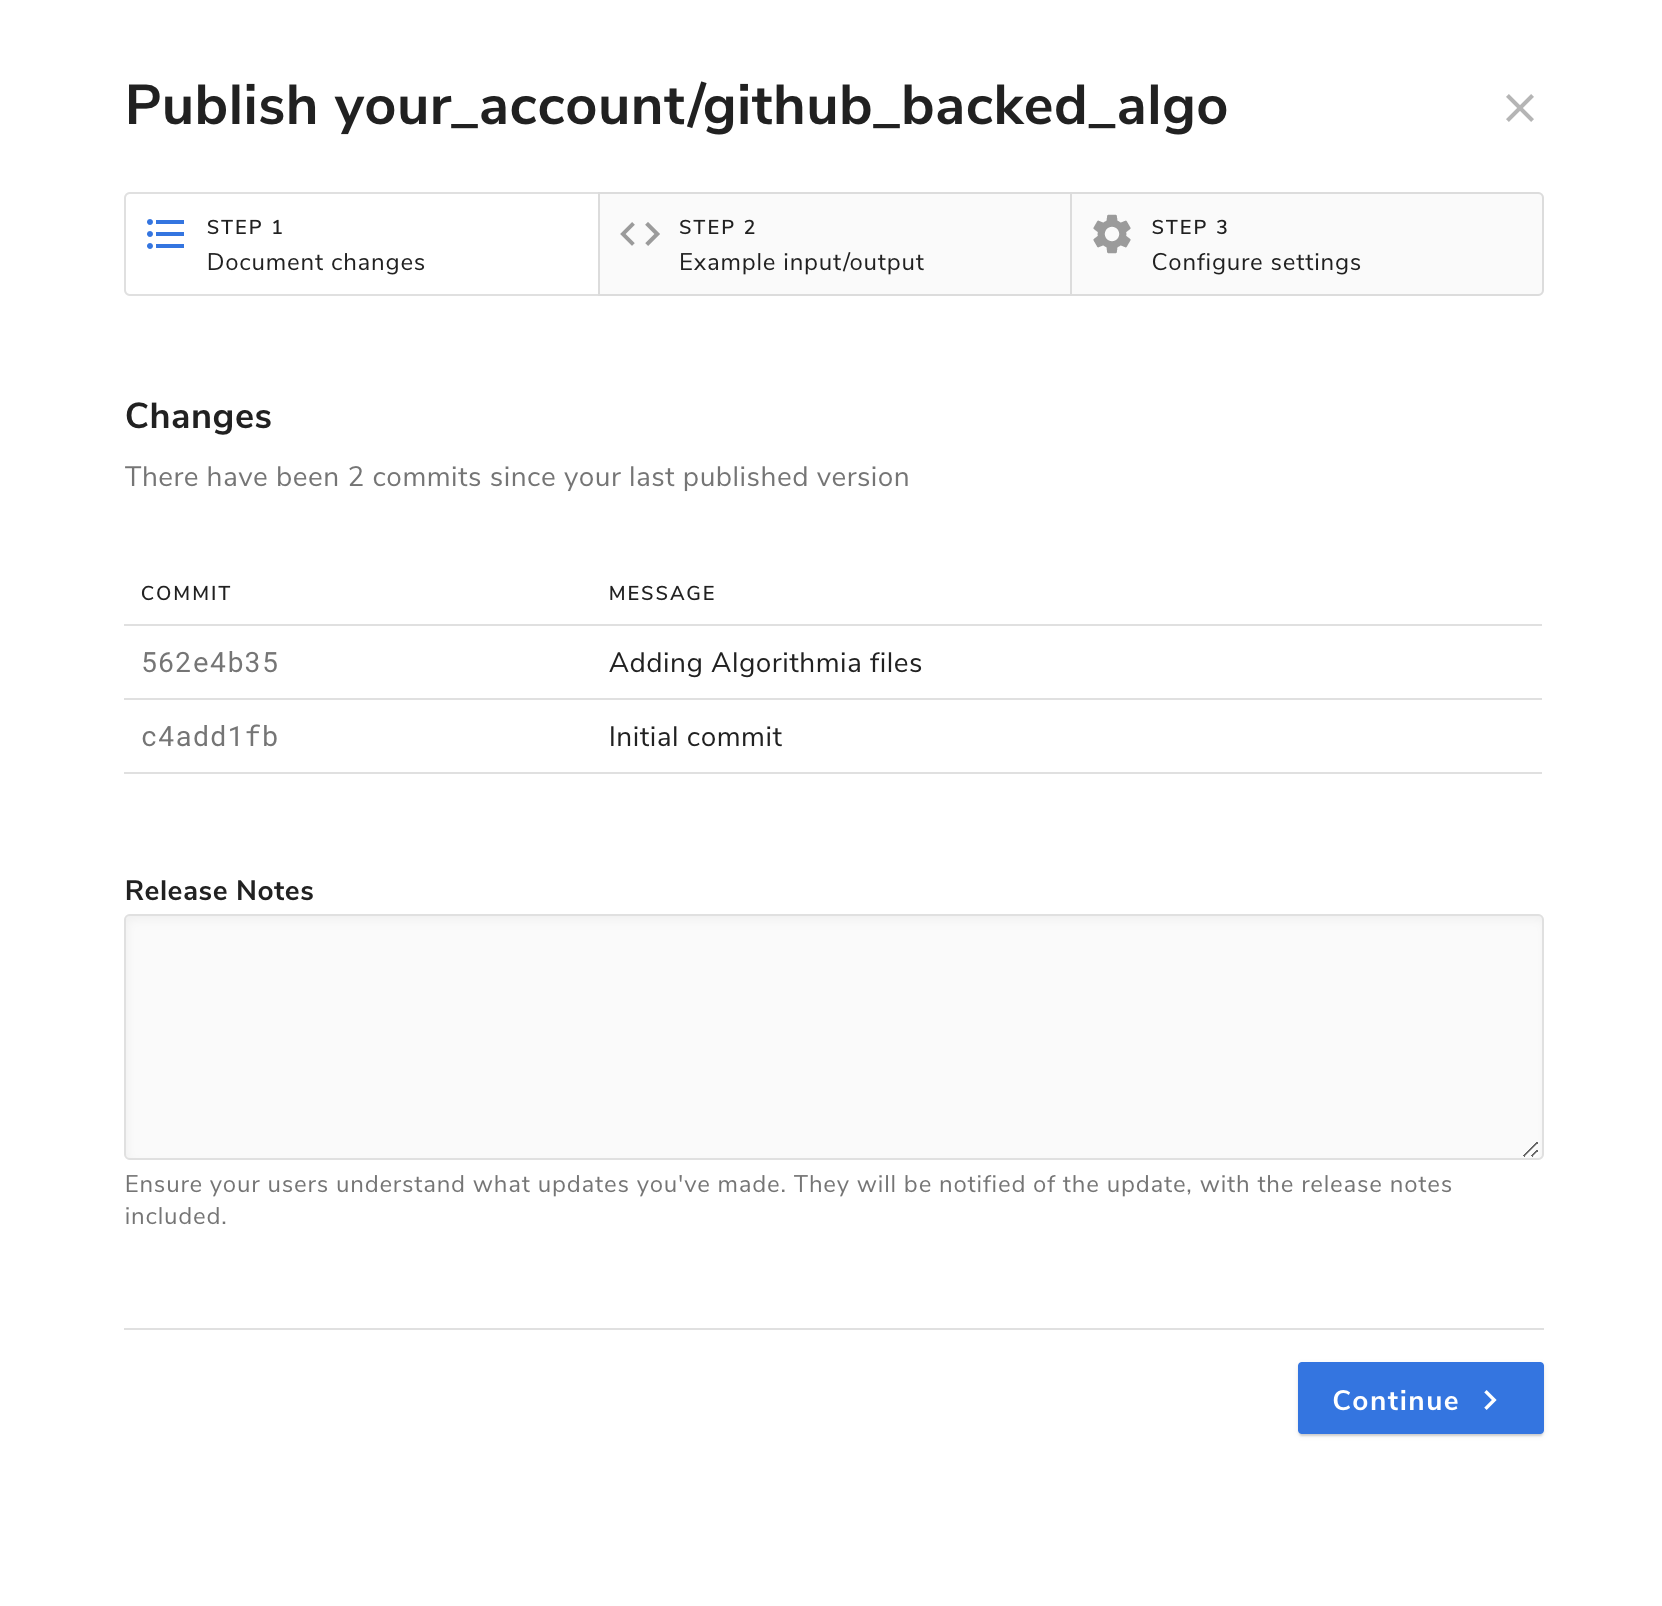 Publish your_account/github_backed_algo
STEP 1
Document changes
STEP 2
Example input/output
STEP 3
Configure settings
Changes
There have been 2 commits since your last published version
COMMIT MESSAGE
562e4b35 Adding Algorithmia files
c4add1fb Initial commit
Release Notes
Ensure your users understand what updates you've made. They will be notified of the update, with the release notes
included.
Continue